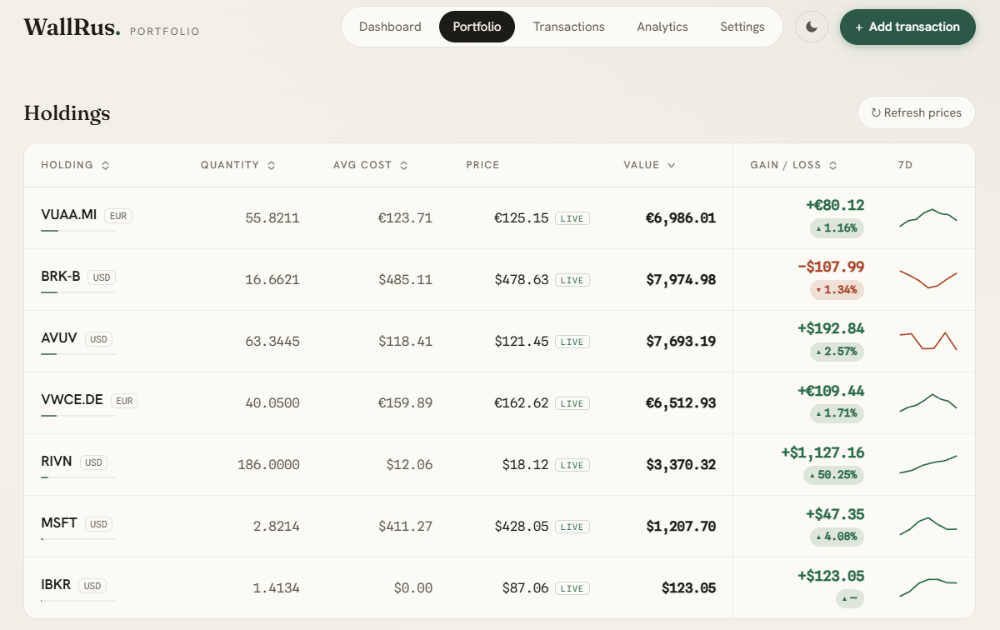 WallRus. PORTFOLIO Dashboard Portfolio Transactions Analytics Settings + Add transaction
Holdings ↻ Refresh prices
HOLDING QUANTITY AVG COST PRICE VALUE GAIN / LOSS 7D
VUAA.MI EUR 55.8211 €123.71 €125.15 LIVE €6,986.01 +€80.12
▲ 1.16%
BRK-B USD 16.6621 $485.11 $478.63 LIVE $7,974.98 −$107.99
▼ 1.34%
AVUV USD 63.3445 $118.41 $121.45 LIVE $7,693.19 +$192.84
▲ 2.57%
VWCE.DE EUR 40.0500 €159.89 €162.62 LIVE €6,512.93 +€109.44
▲ 1.71%
RIVN USD 186.0000 $12.06 $18.12 LIVE $3,370.32 +$1,127.16
▲ 50.25%
MSFT USD 2.8214 $411.27 $428.05 LIVE $1,207.70 +$47.35
▲ 4.08%
IBKR USD 1.4134 $0.00 $87.06 LIVE $123.05 +$123.05
▲ —